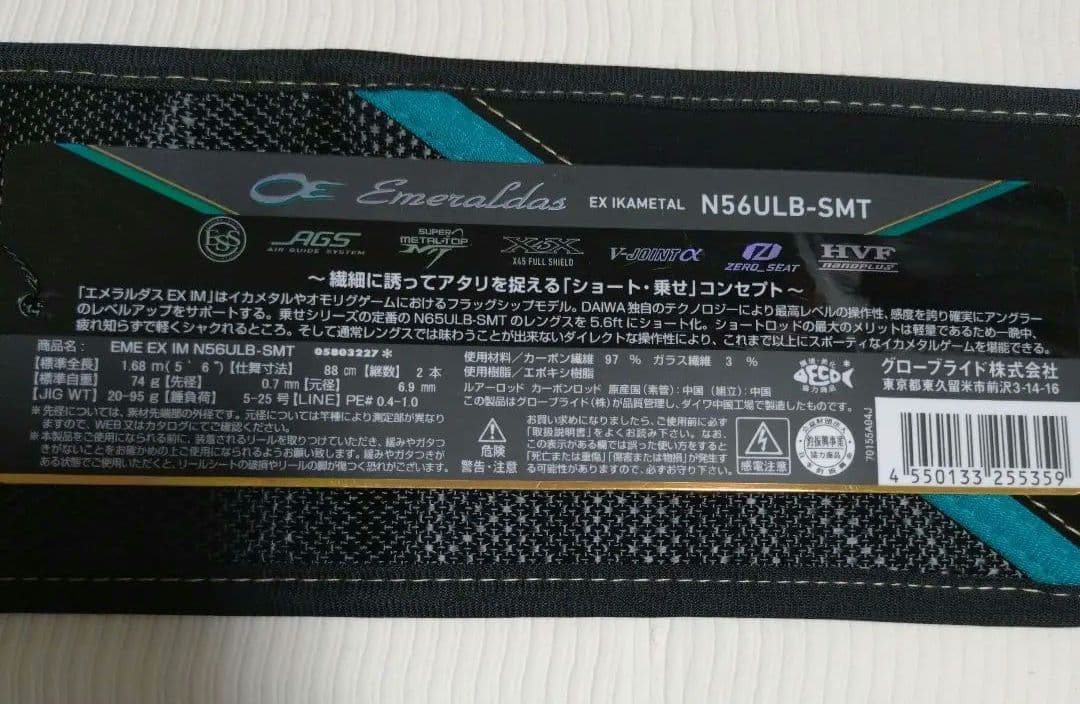 Emeraldas EX IKAMETAL N56ULB-SMT
ESS AGS AIR GUIDE SYSTEM SUPER METAL-TOP MT X45X X45 FULL SHIELD V-JOINTα ZERO_SEAT HVF nanoplus
～繊細に誘ってアタリを捉える「ショート・乗せ」コンセプト～
「エメラルダス EX IM」はイカメタルやオモリグゲームにおけるフラッグシップモデル。DAIWA独自のテクノロジーにより最高レベルの操作性、感度を誇り確実にアングラー
のレベルアップをサポートする。乗せシリーズの定番のN65ULB-SMTのレングスを5.6ftにショート化。ショートロッドの最大のメリットは軽量であるため一晩中、
疲れ知らずで軽くシャクれるところ。そして通常レングスでは味わうことが出来ないダイレクトな操作性により、これまで以上にスポーティなイカメタルゲームを堪能できる。
商品名: EME EX IM N56ULB-SMT 05803227*
【標準全長】 1.68 m(5´6˝)【仕舞寸法】 88 cm【継数】 2 本
【標準自重】 74 g【先径】 0.7 mm【元径】 6.9 mm
【JIG WT】 20-95 g【錘負荷】 5-25 号【LINE】PE# 0.4-1.0
※先径については、素材先端部の外径です。元径については竿種により測定部が異なり
ますので、WEB又はカタログにてご確認ください。
※本製品をご使用になられる前に、装着されるリールを取りつけていただき、緩みやガタつ
きがないことをお確かめの上ご使用になられるようお願い致します。緩みやガタつきが
ある状態でご使用いただくと、リールシートの破損やリールの脚が傷つく恐れがございます。
使用材料／カーボン繊維 97 % ガラス繊維 3 %
使用樹脂／エポキシ樹脂
ルアーロッド カーボンロッド 原産国(素管):中国 (組立):中国
この製品はグローブライド(株)が品質管理し、ダイワ中国工場で製造したものです。
危険
警告・注意
お買い求めになりましたら、ご使用前に必ず
「取扱説明書」をよくお読み下さい。なお、
この表示がある欄では誤った使い方をすると
「死亡または重傷」「傷害または物損」が発生す
る可能性がありますので、必ずお守り下さい。
感電注意
協力商品
ECO
グローブライド株式会社
東京都東久留米市前沢3-14-16
70155A04J
4 550133 255359